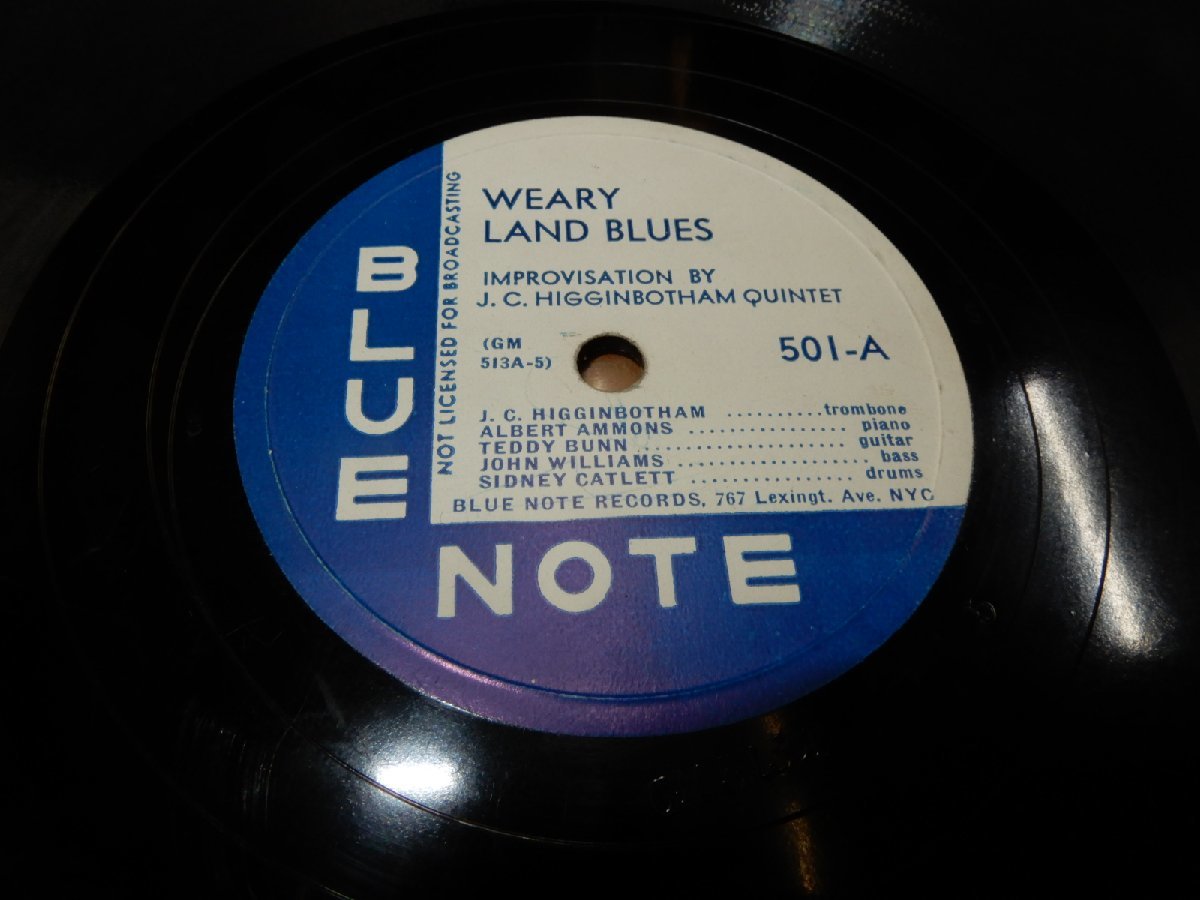 WEARY
LAND BLUES
IMPROVISATION BY
J. C. HIGGINBOTHAM QUINTET
(GM
513A-5)
501-A
J. C. HIGGINBOTHAM ..........trombone
ALBERT AMMONS ................ piano
TEDDY BUNN ..................... guitar
JOHN WILLIAMS ................... bass
SIDNEY CATLETT ................ drums
BLUE NOTE RECORDS, 767 Lexingt. Ave. NYC
NOT LICENSED FOR BROADCASTING
BLUE
NOTE